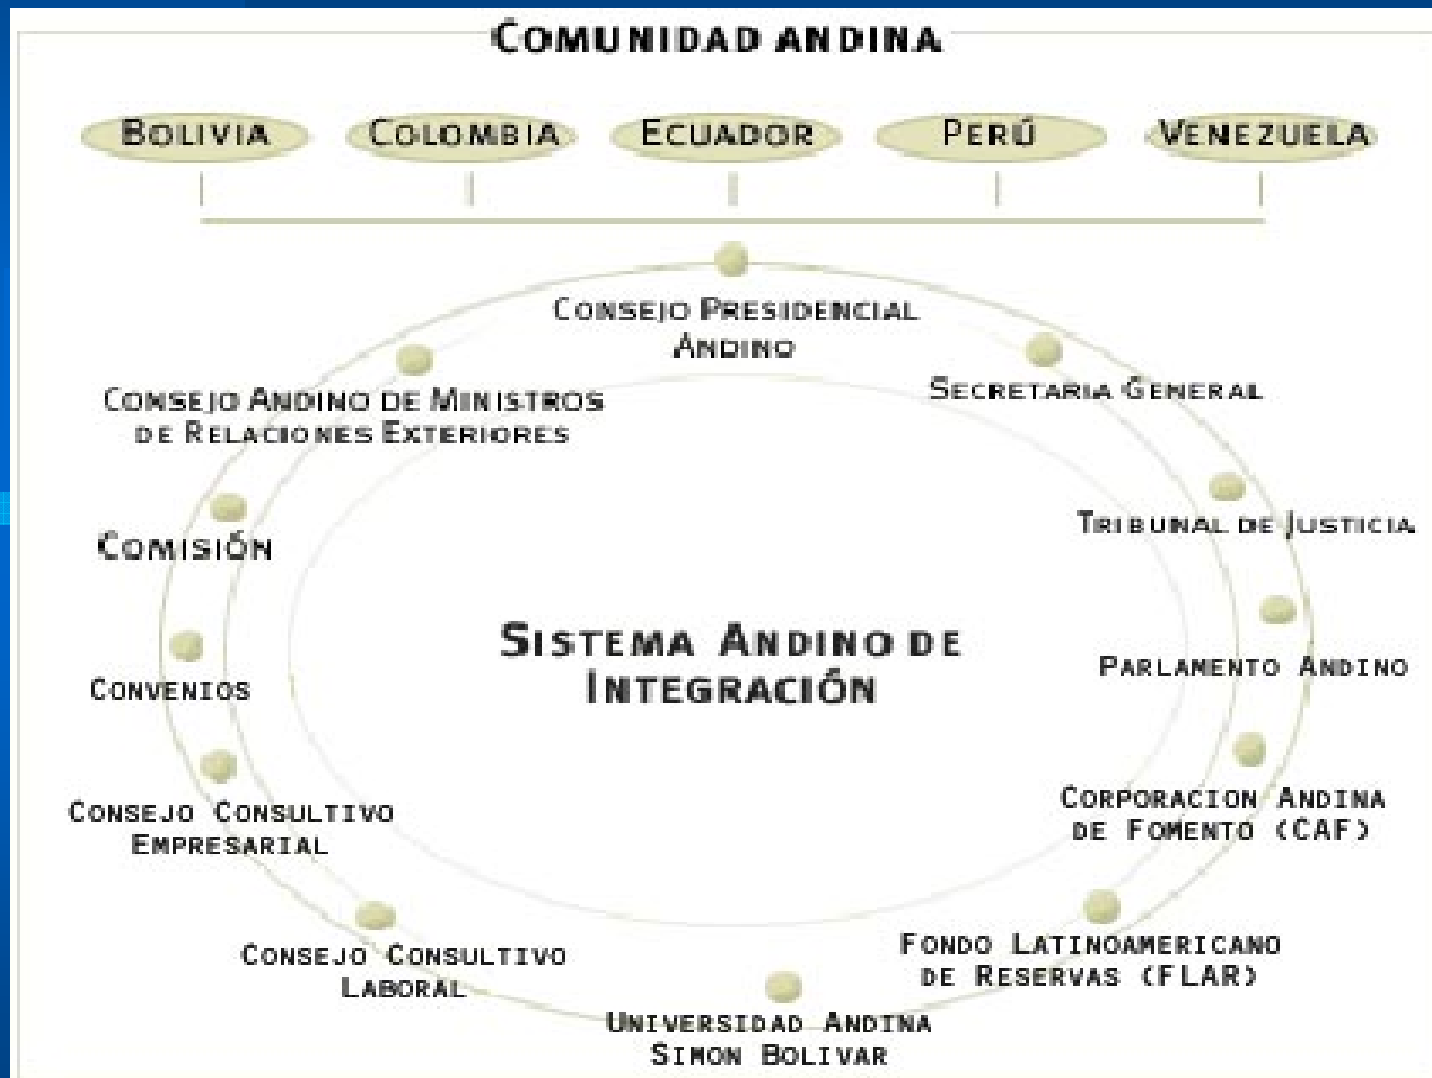 COMUNIDAD ANDINA
BOLIVIA
COLOMBIA
ECUADOR
PERÚ
VENEZUELA
CONSEJO PRESIDENCIAL
ANDINO
CONSEJO ANDINO DE MINISTROS
DE RELACIONES EXTERIORES
SECRETARIA GENERAL
COMISIÓN
TRIBUNAL DE JUSTICIA
SISTEMA ANDINO DE
INTEGRACIÓN
CONVENIOS
PARLAMENTO ANDINO
CONSEJO CONSULTIVO
EMPRESARIAL
CORPORACION ANDINA
DE FOMENTO (CAF)
CONSEJO CONSULTIVO
LABORAL
FONDO LATINOAMERICANO
DE RESERVAS (FLAR)
UNIVERSIDAD ANDINA
SIMON BOLIVAR